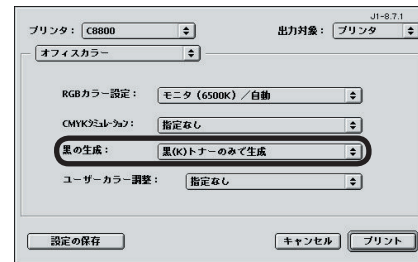 J1-8.7.1
プリンタ： C8800 出力対象： プリンタ
オフィスカラー
RGBカラー設定： モニタ（6500K）／自動
CMYKシミュレーション： 指定なし
黒の生成： 黒(K)トナーのみで生成
ユーザーカラー調整： 指定なし
設定の保存 キャンセル プリント